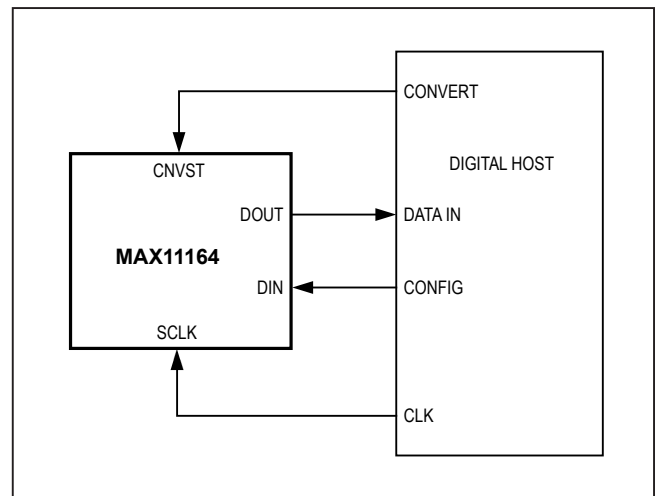 CONVERT
CNVST
DIGITAL HOST
DOUT
DATA IN
MAX11164
DIN
CONFIG
SCLK
CLK